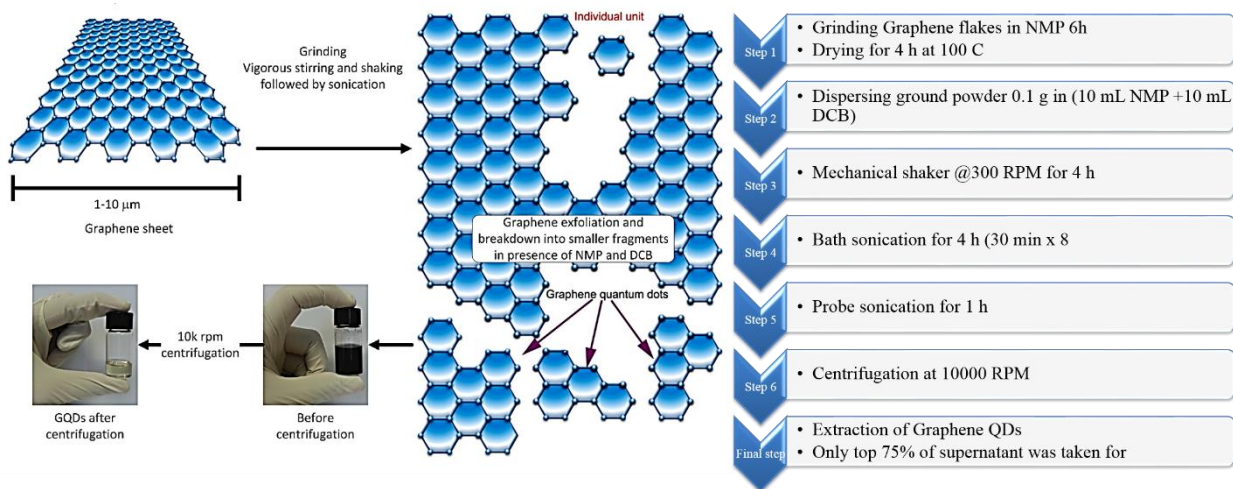 Grinding
Vigorous stirring and shaking
followed by sonication
1-10 µm
Graphene sheet
Individual unit
Graphene exfoliation and
breakdown into smaller fragments
in presence of NMP and DCB
Graphene quantum dots
10k rpm
centrifugation
GQDs after
centrifugation
Before
centrifugation
Step 1
• Grinding Graphene flakes in NMP 6h
• Drying for 4 h at 100 C
Step 2
• Dispersing ground powder 0.1 g in (10 mL NMP +10 mL
DCB)
Step 3
• Mechanical shaker @300 RPM for 4 h
Step 4
• Bath sonication for 4 h (30 min x 8
Step 5
• Probe sonication for 1 h
Step 6
• Centrifugation at 10000 RPM
Final step
• Extraction of Graphene QDs
• Only top 75% of supernatant was taken for